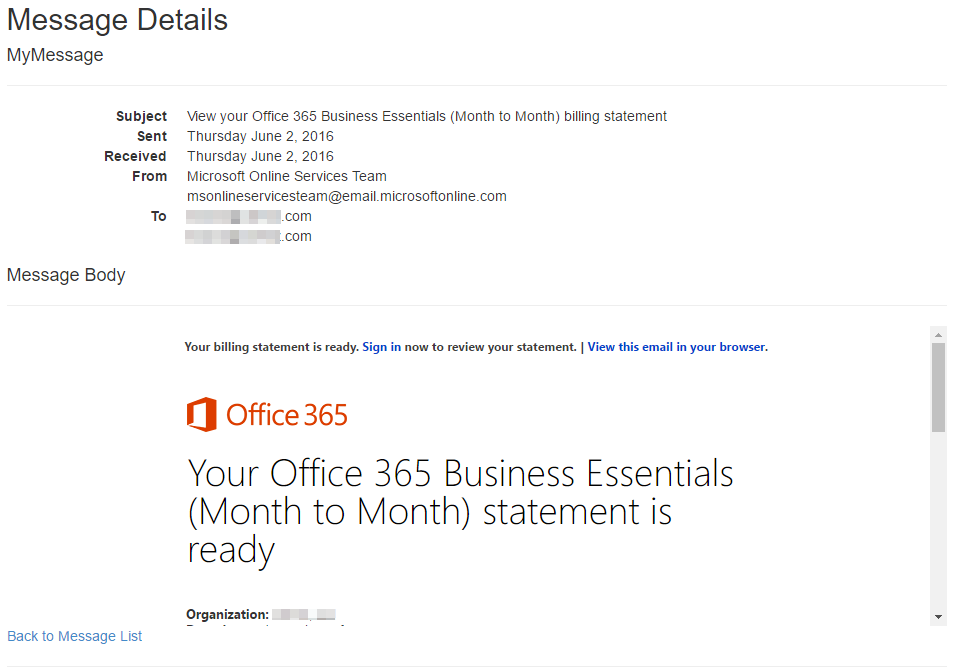 Message Details
MyMessage
Subject View your Office 365 Business Essentials (Month to Month) billing statement
Sent Thursday June 2, 2016
Received Thursday June 2, 2016
From Microsoft Online Services Team
msonlineservicesteam@email.microsoftonline.com
To .com
.com
Message Body
Your billing statement is ready. Sign in now to review your statement. | View this email in your browser.
Office 365
Your Office 365 Business Essentials
(Month to Month) statement is
ready
Organization:
Back to Message List